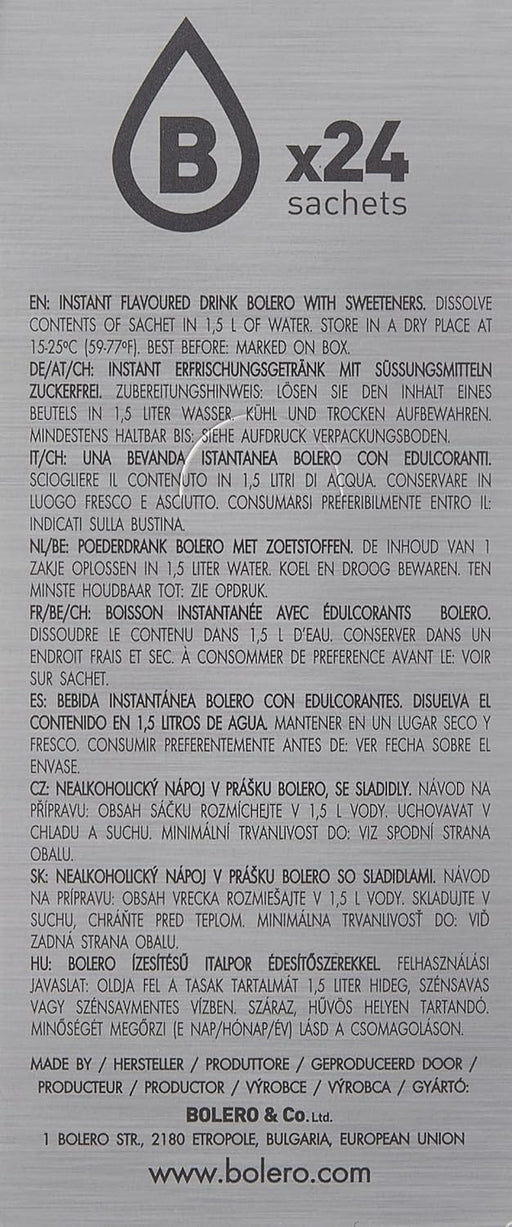 B
x24
sachets
EN: INSTANT FLAVOURED DRINK BOLERO WITH SWEETENERS. DISSOLVE
CONTENTS OF SACHET IN 1,5 L OF WATER. STORE IN A DRY PLACE AT
15-25ºC (59-77ºF). BEST BEFORE: MARKED ON BOX.
DE/AT/CH: INSTANT ERFRISCHUNGSGETRÄNK MIT SÜSSUNGSMITTELN
ZUCKERFREI. ZUBEREITUNGSHINWEIS: LÖSEN SIE DEN INHALT EINES
BEUTELS IN 1,5 LITER WASSER. KÜHL UND TROCKEN AUFBEWAHREN.
MINDESTENS HALTBAR BIS: SIEHE AUFDRUCK VERPACKUNGSBODEN.
IT/CH: UNA BEVANDA ISTANTANEA BOLERO CON EDULCORANTI.
SCIOGLIERE IL CONTENUTO IN 1,5 LITRI DI ACQUA. CONSERVARE IN
LUOGO FRESCO E ASCIUTTO. CONSUMARSI PREFERIBILMENTE ENTRO IL:
INDICATI SULLA BUSTINA.
NL/BE: POEDERDRANK BOLERO MET ZOETSTOFFEN. DE INHOUD VAN 1
ZAKJE OPLOSSEN IN 1,5 LITER WATER. KOEL EN DROOG BEWAREN. TEN
MINSTE HOUDBAAR TOT: ZIE OPDRUK.
FR/BE/CH: BOISSON INSTANTANÉE AVEC ÉDULCORANTS BOLERO.
DISSOUDRE LE CONTENU DANS 1,5 L D'EAU. CONSERVER DANS UN
ENDROIT FRAIS ET SEC. À CONSOMMER DE PREFERENCE AVANT LE: VOIR
SUR SACHET.
ES: BEBIDA INSTANTÁNEA BOLERO CON EDULCORANTES. DISUELVA EL
CONTENIDO EN 1,5 LITROS DE AGUA. MANTENER EN UN LUGAR SECO Y
FRESCO. CONSUMIR PREFERENTEMENTE ANTES DE: VER FECHA SOBRE EL
ENVASE.
CZ: NEALKOHOLICKÝ NÁPOJ V PRÁŠKU BOLERO, SE SLADIDLY. NÁVOD NA
PŘÍPRAVU: OBSAH SÁČKU ROZMÍCHEJTE V 1,5 L VODY. UCHOVAVAT V
CHLADU A SUCHU. MINIMÁLNÍ TRVANLIVOST DO: VIZ SPODNÍ STRANA
OBALU.
SK: NEALKOHOLICKÝ NÁPOJ V PRÁŠKU BOLERO SO SLADIDLAMI. NÁVOD
NA PRÍPRAVU: OBSAH VRECKA ROZMIEŠAJTE V 1,5 L VODY. SKLADUJTE V
SUCHU, CHRÁŇTE PRED TEPLOM. MINIMÁLNA TRVANLIVOSŤ DO: VIĎ
ZADNÁ STRANA OBALU.
HU: BOLERO ÍZESÍTÉSŰ ITALPOR ÉDESÍTŐSZEREKKEL. FELHASZNÁLÁSI
JAVASLAT: OLDJA FEL A TASAK TARTALMÁT 1,5 LITER HIDEG, SZÉNSAVAS
VAGY SZÉNSAVMENTES VÍZBEN. SZÁRAZ, HŰVÖS HELYEN TARTANDÓ.
MINŐSÉGÉT MEGŐRZI (E NAP/HÓNAP/ÉV) LÁSD A CSOMAGOLÁSON.
MADE BY / HERSTELLER / PRODUTTORE / GEPRODUCEERD DOOR /
PRODUCTEUR / PRODUCTOR / VÝROBCE / VÝROBCA / GYÁRTÓ:
BOLERO & Co. Ltd.
1 BOLERO STR., 2180 ETROPOLE, BULGARIA, EUROPEAN UNION
www.bolero.com